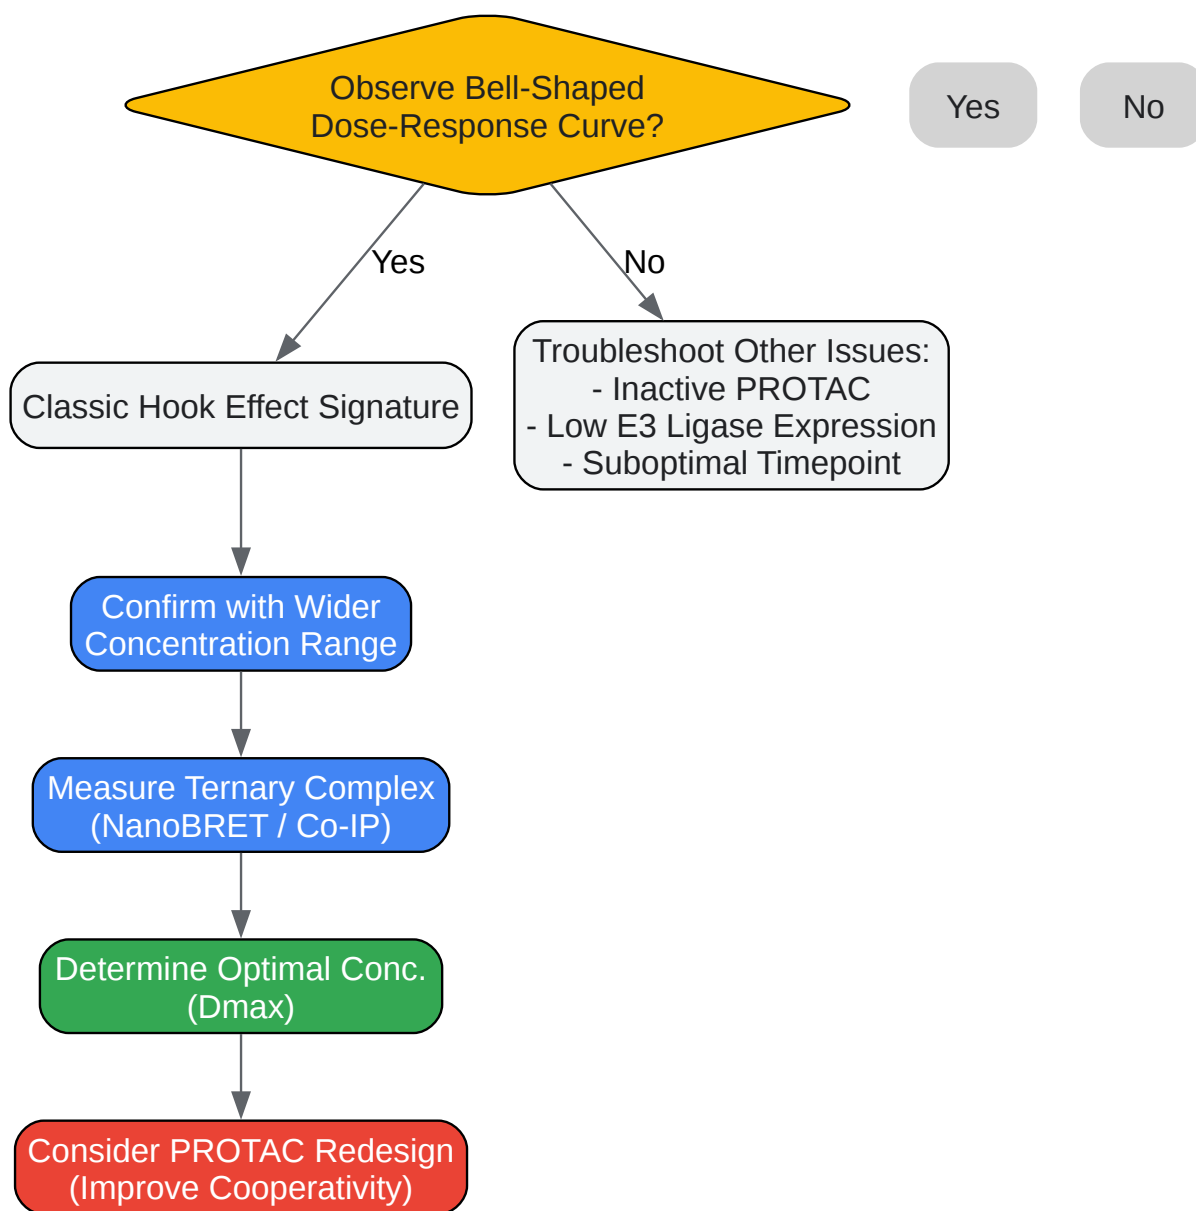 Observe Bell-Shaped
Dose-Response Curve?
Yes
No
Yes
No
Troubleshoot Other Issues:
- Inactive PROTAC
- Low E3 Ligase Expression
- Suboptimal Timepoint
Classic Hook Effect Signature
Confirm with Wider
Concentration Range
Measure Ternary Complex
(NanoBRET / Co-IP)
Determine Optimal Conc.
(Dmax)
Consider PROTAC Redesign
(Improve Cooperativity)